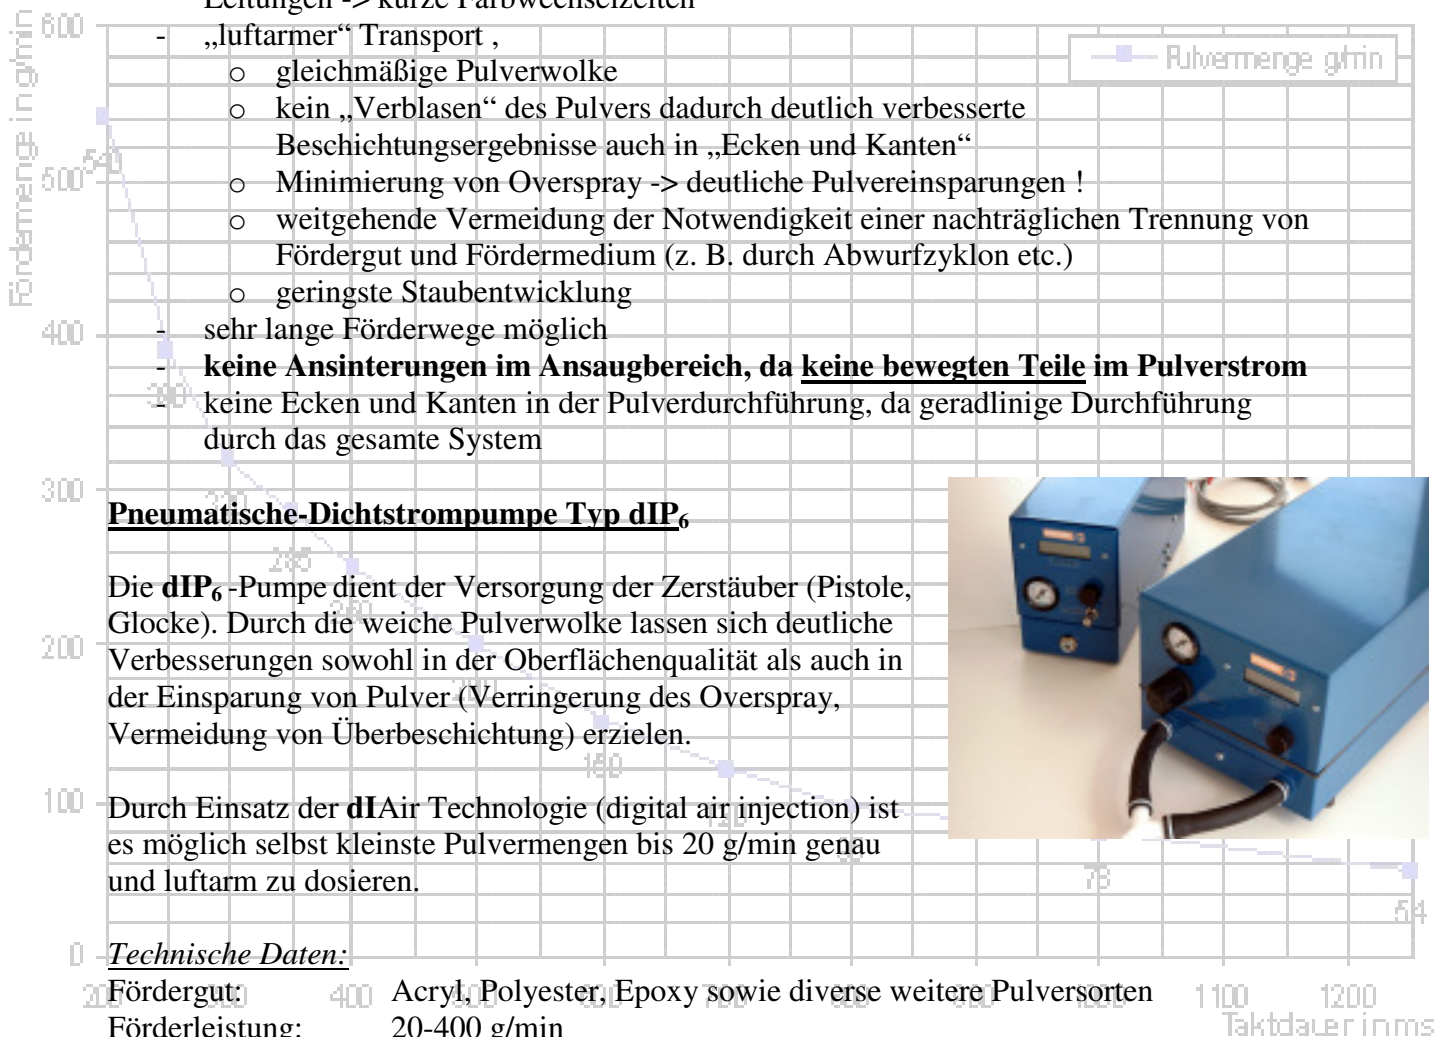 Leitungen -> kurze Farbwechselzeiten
- „luftarmer“ Transport ,
o gleichmäßige Pulverwolke
o kein „Verblasen“ des Pulvers dadurch deutlich verbesserte
Beschichtungsergebnisse auch in „Ecken und Kanten“
o Minimierung von Overspray -> deutliche Pulvereinsparungen !
o weitgehende Vermeidung der Notwendigkeit einer nachträglichen Trennung von
Fördergut und Fördermedium (z. B. durch Abwurfzyklon etc.)
o geringste Staubentwicklung
- sehr lange Förderwege möglich
- keine Ansinterungen im Ansaugbereich, da keine bewegten Teile im Pulverstrom
- keine Ecken und Kanten in der Pulverdurchführung, da geradlinige Durchführung
durch das gesamte System
Pneumatische-Dichtstrompumpe Typ dIP6
Die dIP6 -Pumpe dient der Versorgung der Zerstäuber (Pistole,
Glocke). Durch die weiche Pulverwolke lassen sich deutliche
Verbesserungen sowohl in der Oberflächenqualität als auch in
der Einsparung von Pulver (Verringerung des Overspray,
Vermeidung von Überbeschichtung) erzielen.
Durch Einsatz der dIAir Technologie (digital air injection) ist
es möglich selbst kleinste Pulvermengen bis 20 g/min genau
und luftarm zu dosieren.
Technische Daten:
Fördergut: Acryl, Polyester, Epoxy sowie diverse weitere Pulversorten
Förderleistung: 20-400 g/min
Pulvermenge g/min
Fördermenge in g/min
600
500
400
300
200
100
0
540
390
285
200
150
78
54
200
400
1100
1200
Taktdauer in ms